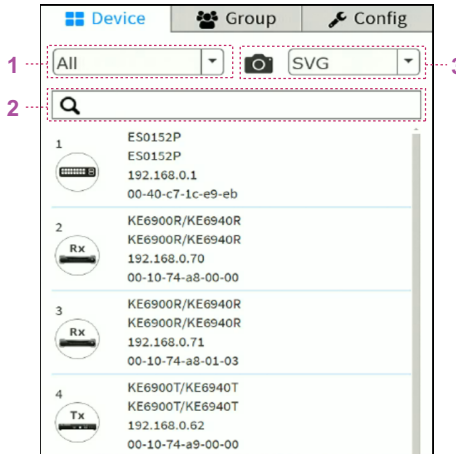 Device Group Config
1 All SVG 3
2
1 ES0152P
ES0152P
192.168.0.1
00-40-c7-1c-e9-eb
2 KE6900R/KE6940R
Rx KE6900R/KE6940R
192.168.0.70
00-10-74-a8-00-00
3 KE6900R/KE6940R
Rx KE6900R/KE6940R
192.168.0.71
00-10-74-a8-01-03
4 KE6900T/KE6940T
Tx KE6900T/KE6940T
192.168.0.62
00-10-74-a9-00-00